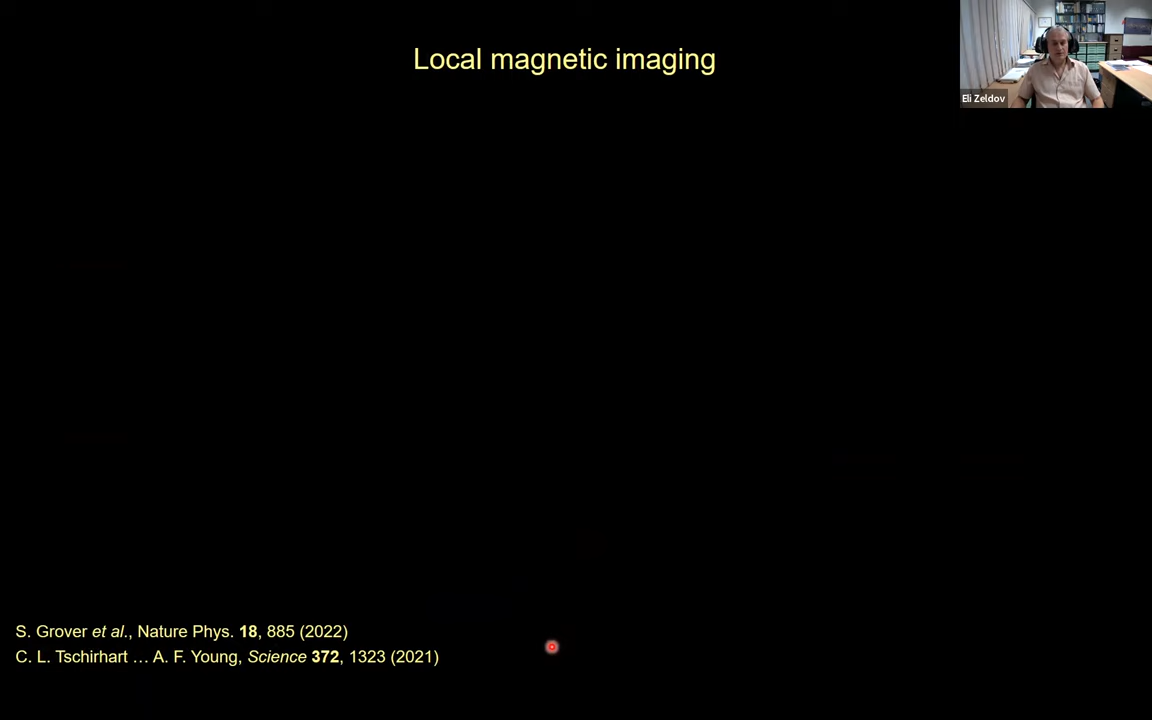 Local magnetic imaging
Eli Zeldov
S. Grover et al., Nature Phys. 18, 885 (2022)
C. L. Tschirhart … A. F. Young, Science 372, 1323 (2021)